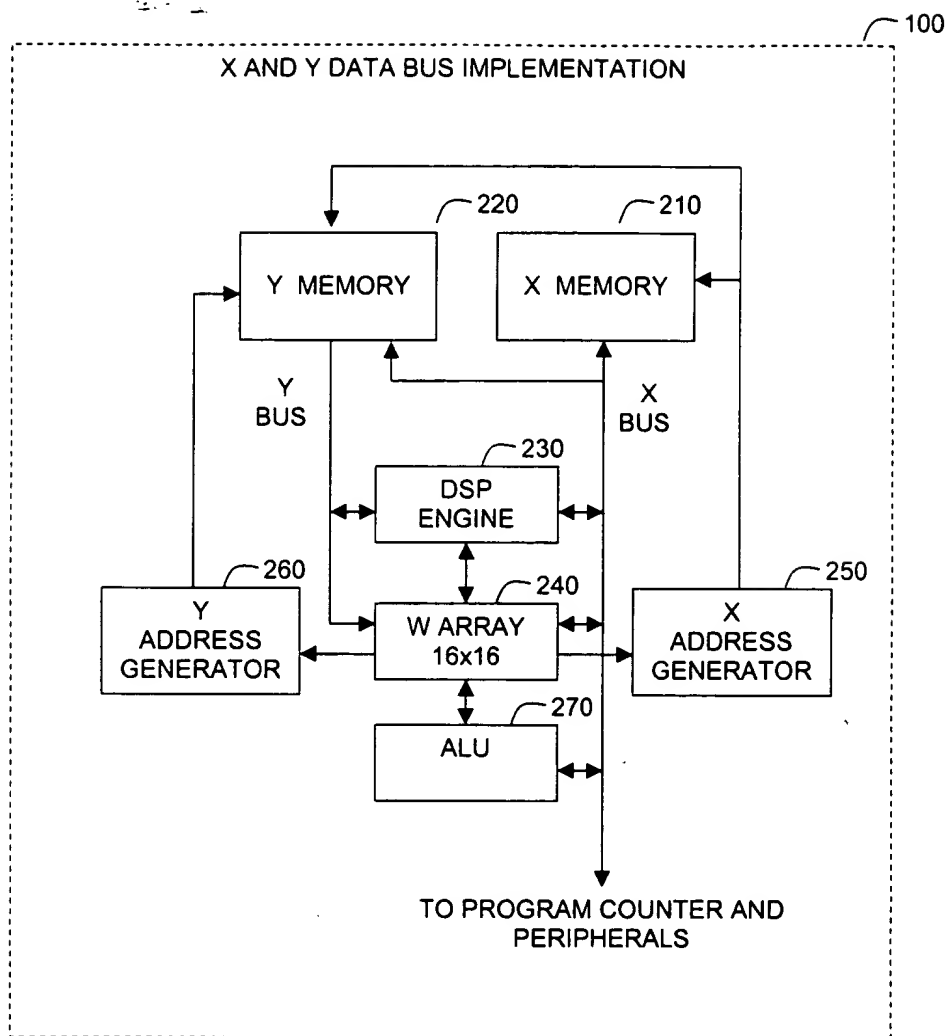 100
X AND Y DATA BUS IMPLEMENTATION
220
210
Y MEMORY
X MEMORY
Y
BUS
X
BUS
230
DSP
ENGINE
260
240
250
Y
ADDRESS
GENERATOR
W ARRAY
16x16
X
ADDRESS
GENERATOR
270
ALU
TO PROGRAM COUNTER AND
PERIPHERALS